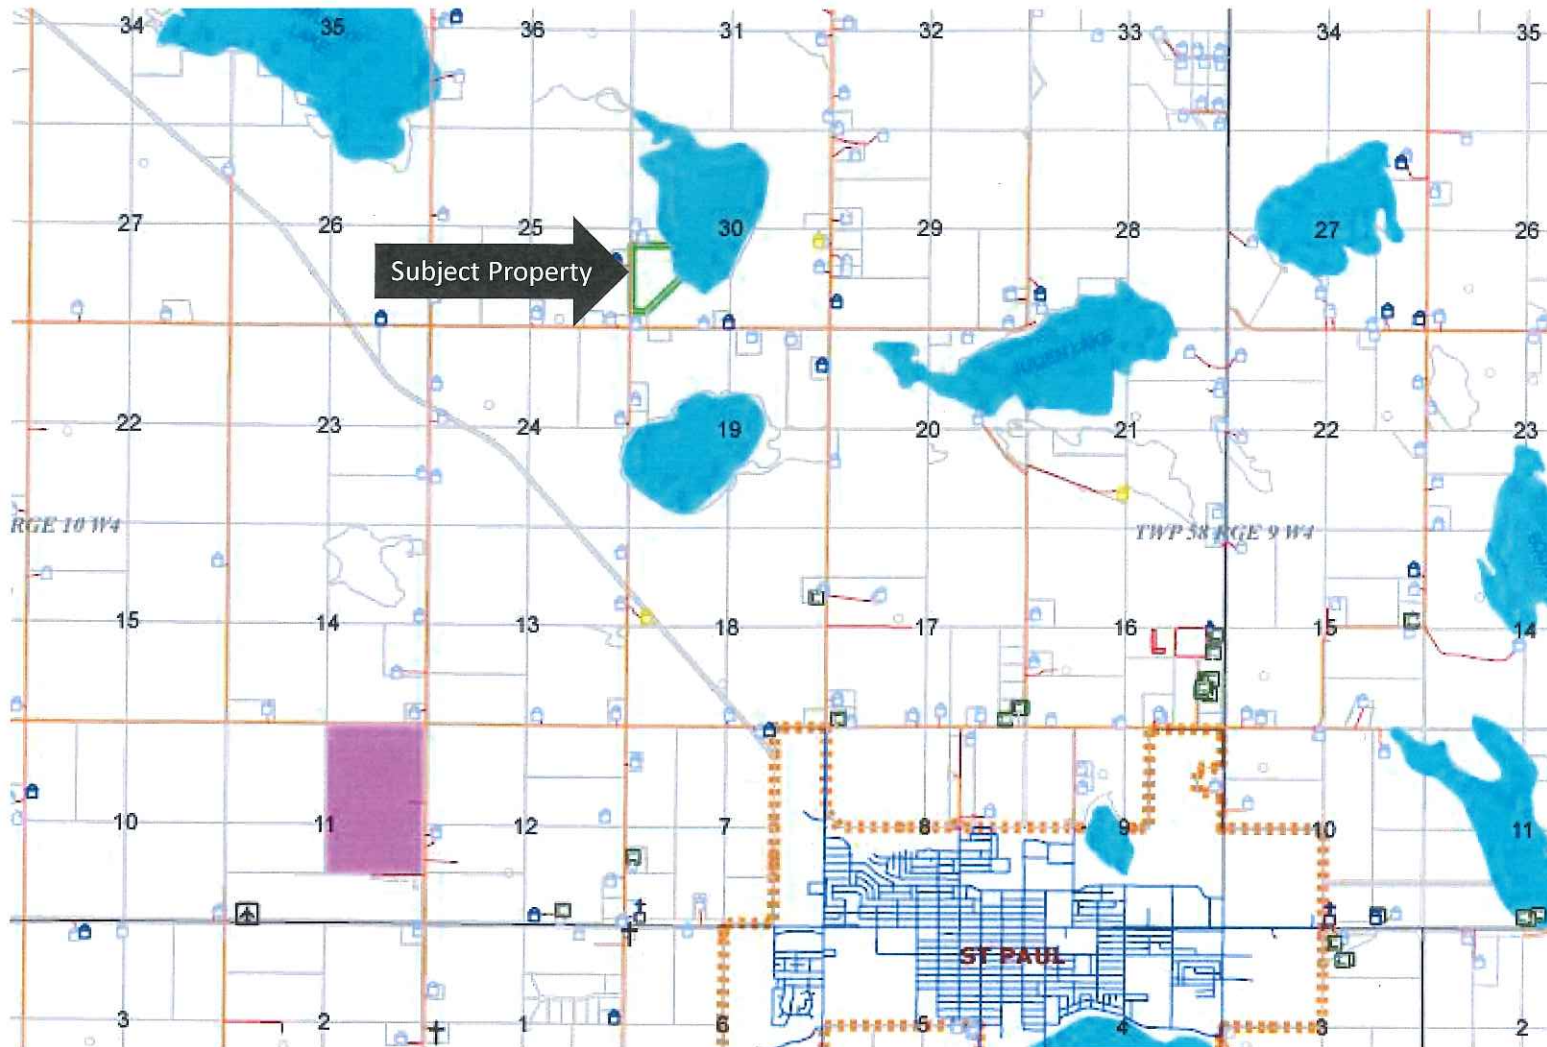 34 35 36 31 32 33 34 35
LAKE
27 26 25 30 29 28 27 26
Subject Property
JULIEN LAKE
22 23 24 19 20 21 22 23
RGE 10 W4 TWP 58 RGE 9 W4
15 14 13 18 17 16 15 14
10 11 12 7 8 9 10 11
ST PAUL
3 2 1 6 5 4 3 2